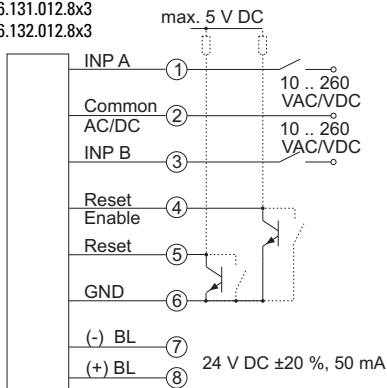 6.131.012.8x3
6.132.012.8x3
max. 5 V DC
INP A
1
10 .. 260
VAC/VDC
Common
AC/DC
2
10 .. 260
VAC/VDC
INP B
3
Reset
Enable
4
Reset
5
GND
6
(-) BL
7
(+) BL
8
24 V DC ±20 %, 50 mA